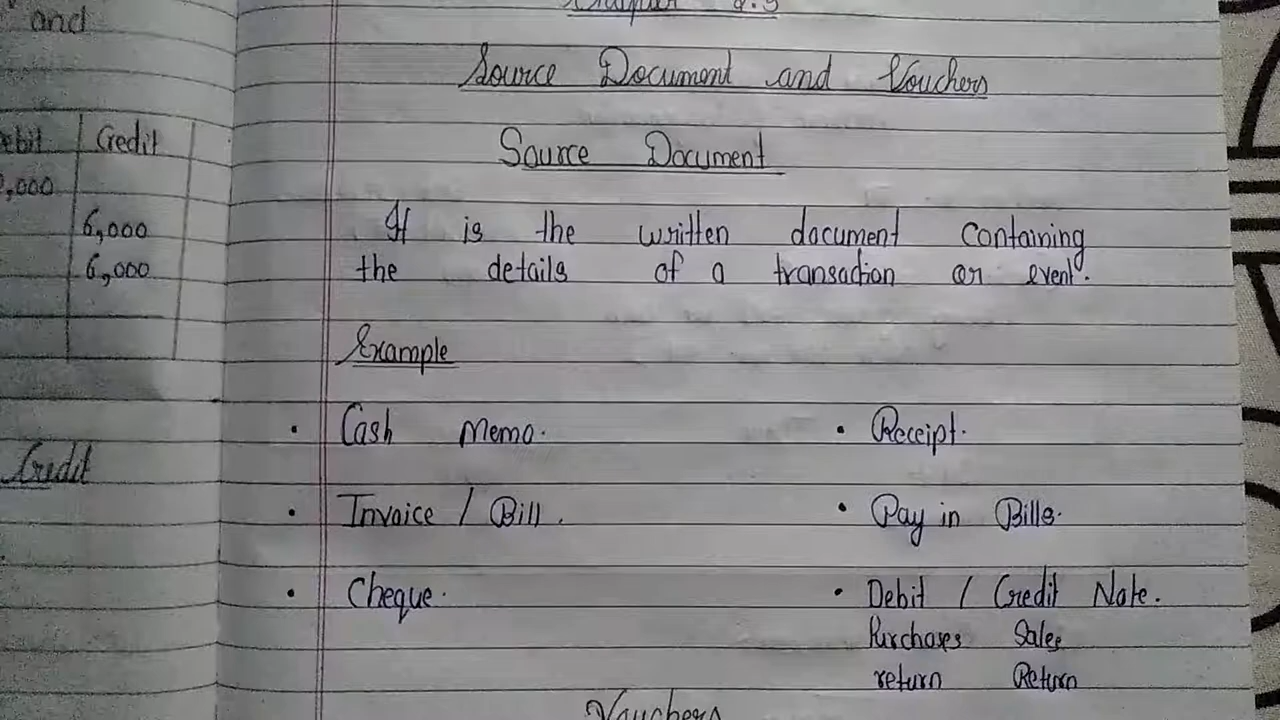 and
Credit
6,000
6,000
Credit
Source Document and Vouchers
Source Document
It is the written document containing
the details of a transaction or event.
Example
• Cash Memo. • Receipt.
• Invoice / Bill. • Pay in Bills.
• Cheque. • Debit / Credit Note.
Purchases Sales
return Return
Vouchers